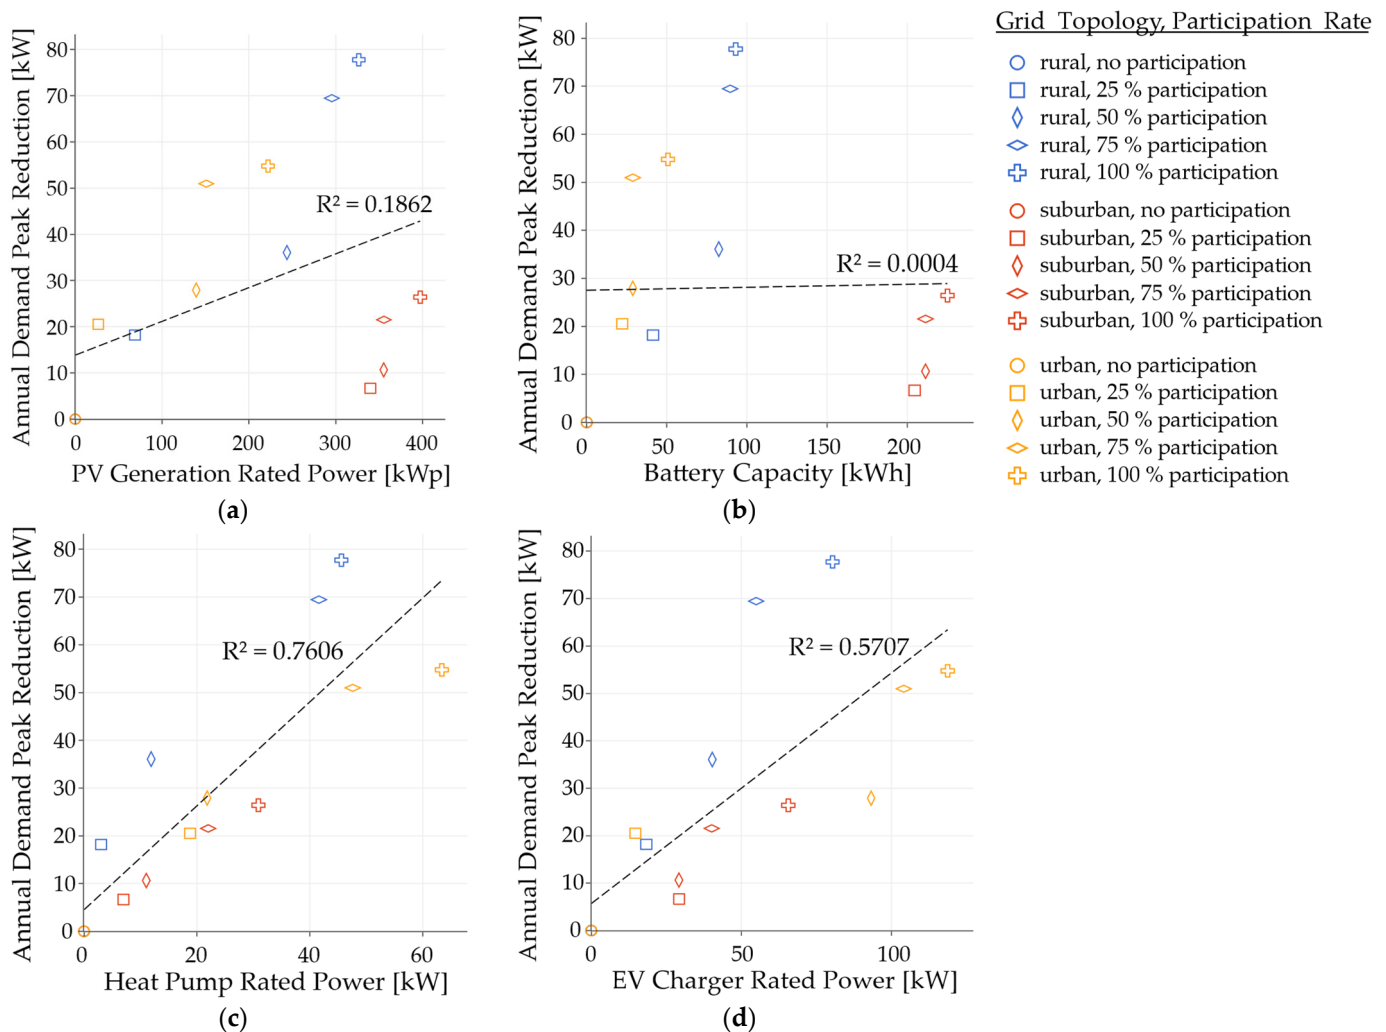 Annual Demand Peak Reduction [kW]
80
70
60
50
40
30
20
10
0
R² = 0.1862
0 100 200 300 400
PV Generation Rated Power [kWp]
(a)
Annual Demand Peak Reduction [kW]
80
70
60
50
40
30
20
10
0
R² = 0.0004
0 50 100 150 200
Battery Capacity [kWh]
(b)
Grid Topology, Participation Rate
rural, no participation
rural, 25 % participation
rural, 50 % participation
rural, 75 % participation
rural, 100 % participation
suburban, no participation
suburban, 25 % participation
suburban, 50 % participation
suburban, 75 % participation
suburban, 100 % participation
urban, no participation
urban, 25 % participation
urban, 50 % participation
urban, 75 % participation
urban, 100 % participation
Annual Demand Peak Reduction [kW]
80
70
60
50
40
30
20
10
0
R² = 0.7606
0 20 40 60
Heat Pump Rated Power [kW]
(c)
Annual Demand Peak Reduction [kW]
80
70
60
50
40
30
20
10
0
R² = 0.5707
0 50 100
EV Charger Rated Power [kW]
(d)